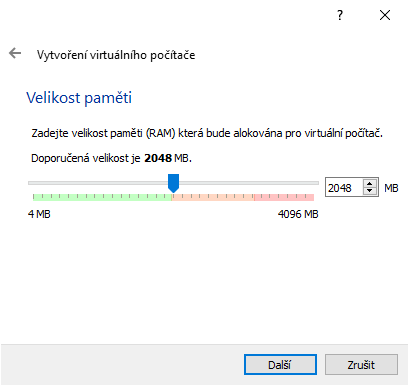 ?
Vytvoření virtuálního počítače
Velikost paměti
Zadejte velikost paměti (RAM) která bude alokována pro virtuální počítač.
Doporučená velikost je 2048 MB.
2048 MB
4 MB 4096 MB
Další Zrušit